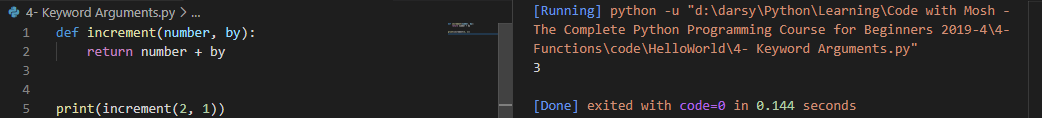 4- Keyword Arguments.py > ...
1 def increment(number, by):
2     return number + by
3
4
5 print(increment(2, 1))
[Running] python -u "d:\darsy\Python\Learning\Code with Mosh -
The Complete Python Programming Course for Beginners 2019-4\4-
Functions\code\HelloWorld\4- Keyword Arguments.py"
3
[Done] exited with code=0 in 0.144 seconds